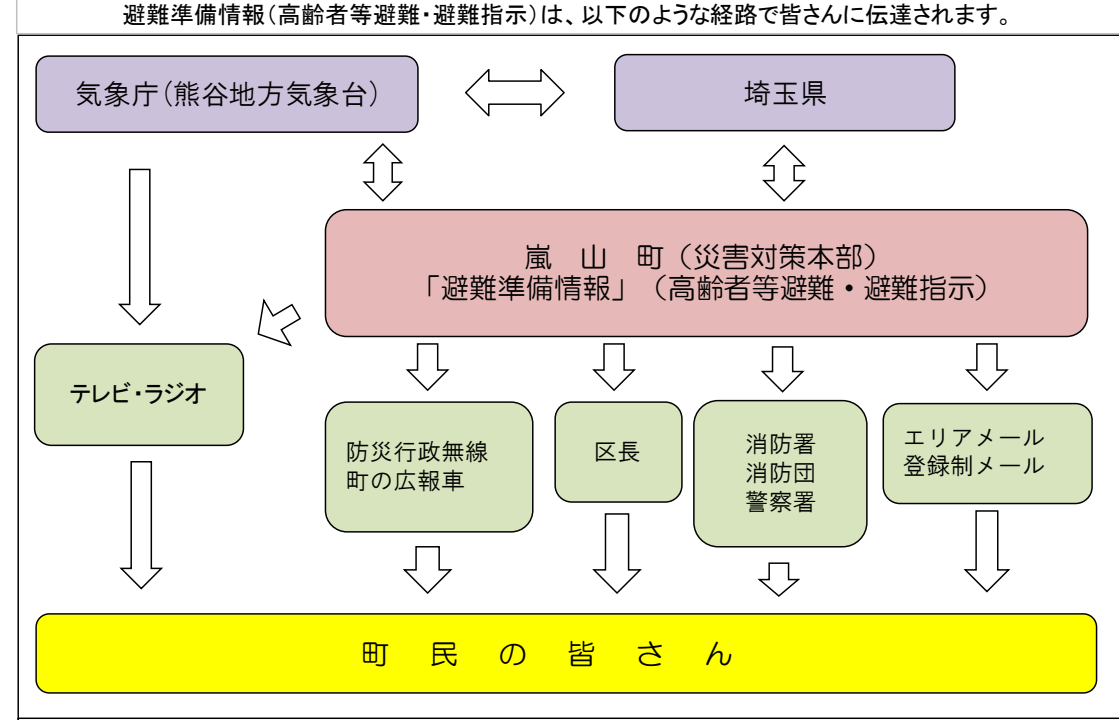 避難準備情報（高齢者等避難・避難指示）は、以下のような経路で皆さんに伝達されます。
気象庁（熊谷地方気象台）
埼玉県
嵐　山　町（災害対策本部）
「避難準備情報」（高齢者等避難・避難指示）
テレビ・ラジオ
防災行政無線
町の広報車
区長
消防署
消防団
警察署
エリアメール
登録制メール
町　民　の　皆　さ　ん